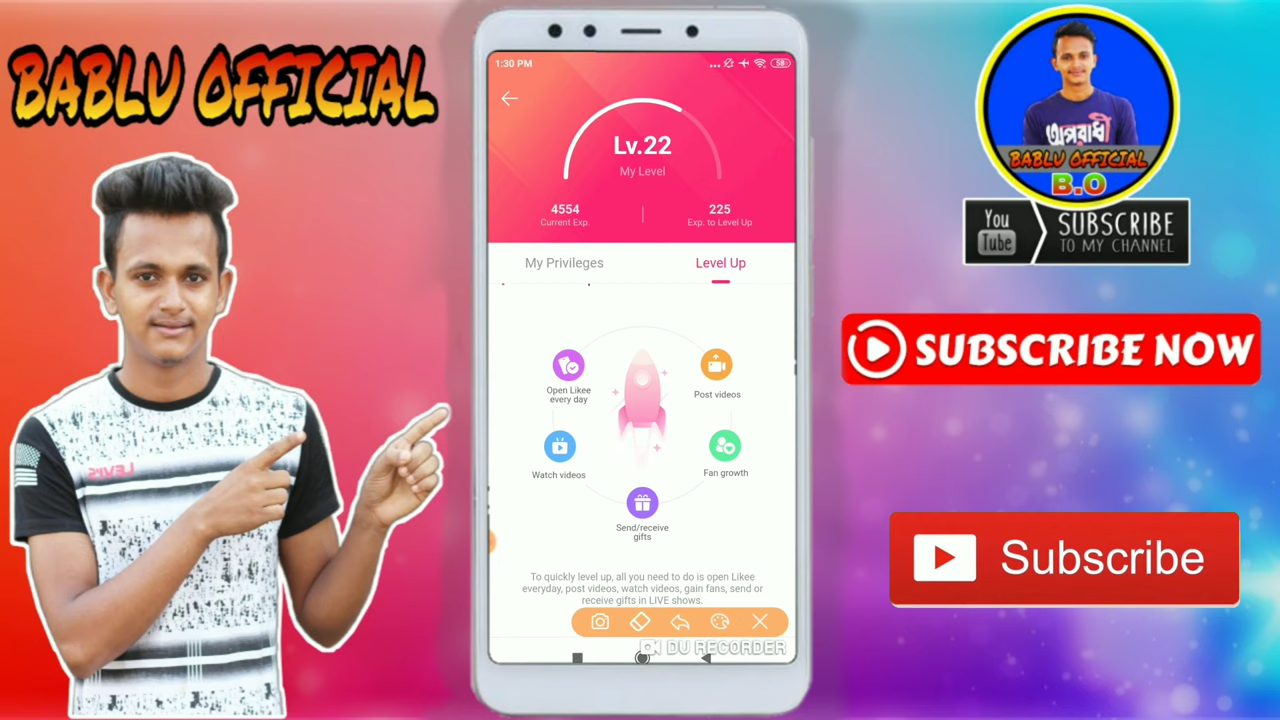 BABLU OFFICIAL
LEVI'S
1:30 PM
58
Lv.22
My Level
4554
Current Exp.
225
Exp. to Level Up
My Privileges
Level Up
Open Likee
every day
Post videos
Watch videos
Fan growth
Send/receive
gifts
To quickly level up, all you need to do is open Likee
everyday, post videos, watch videos, gain fans, send or
receive gifts in LIVE shows.
DU RECORDER
অপরাধী
BABLU OFFICIAL
B.O
You
Tube
SUBSCRIBE
TO MY CHANNEL
SUBSCRIBE NOW
Subscribe